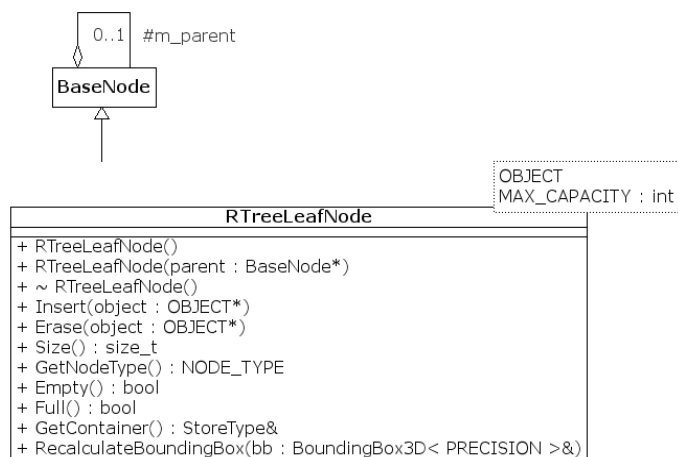 0..1 #m_parent
BaseNode
OBJECT
MAX_CAPACITY : int
RTreeLeafNode
+ RTreeLeafNode()
+ RTreeLeafNode(parent : BaseNode*)
+ ~ RTreeLeafNode()
+ Insert(object : OBJECT*)
+ Erase(object : OBJECT*)
+ Size() : size_t
+ GetNodeType() : NODE_TYPE
+ Empty() : bool
+ Full() : bool
+ GetContainer() : StoreType&
+ RecalculateBoundingBox(bb : BoundingBox3D< PRECISION >&)